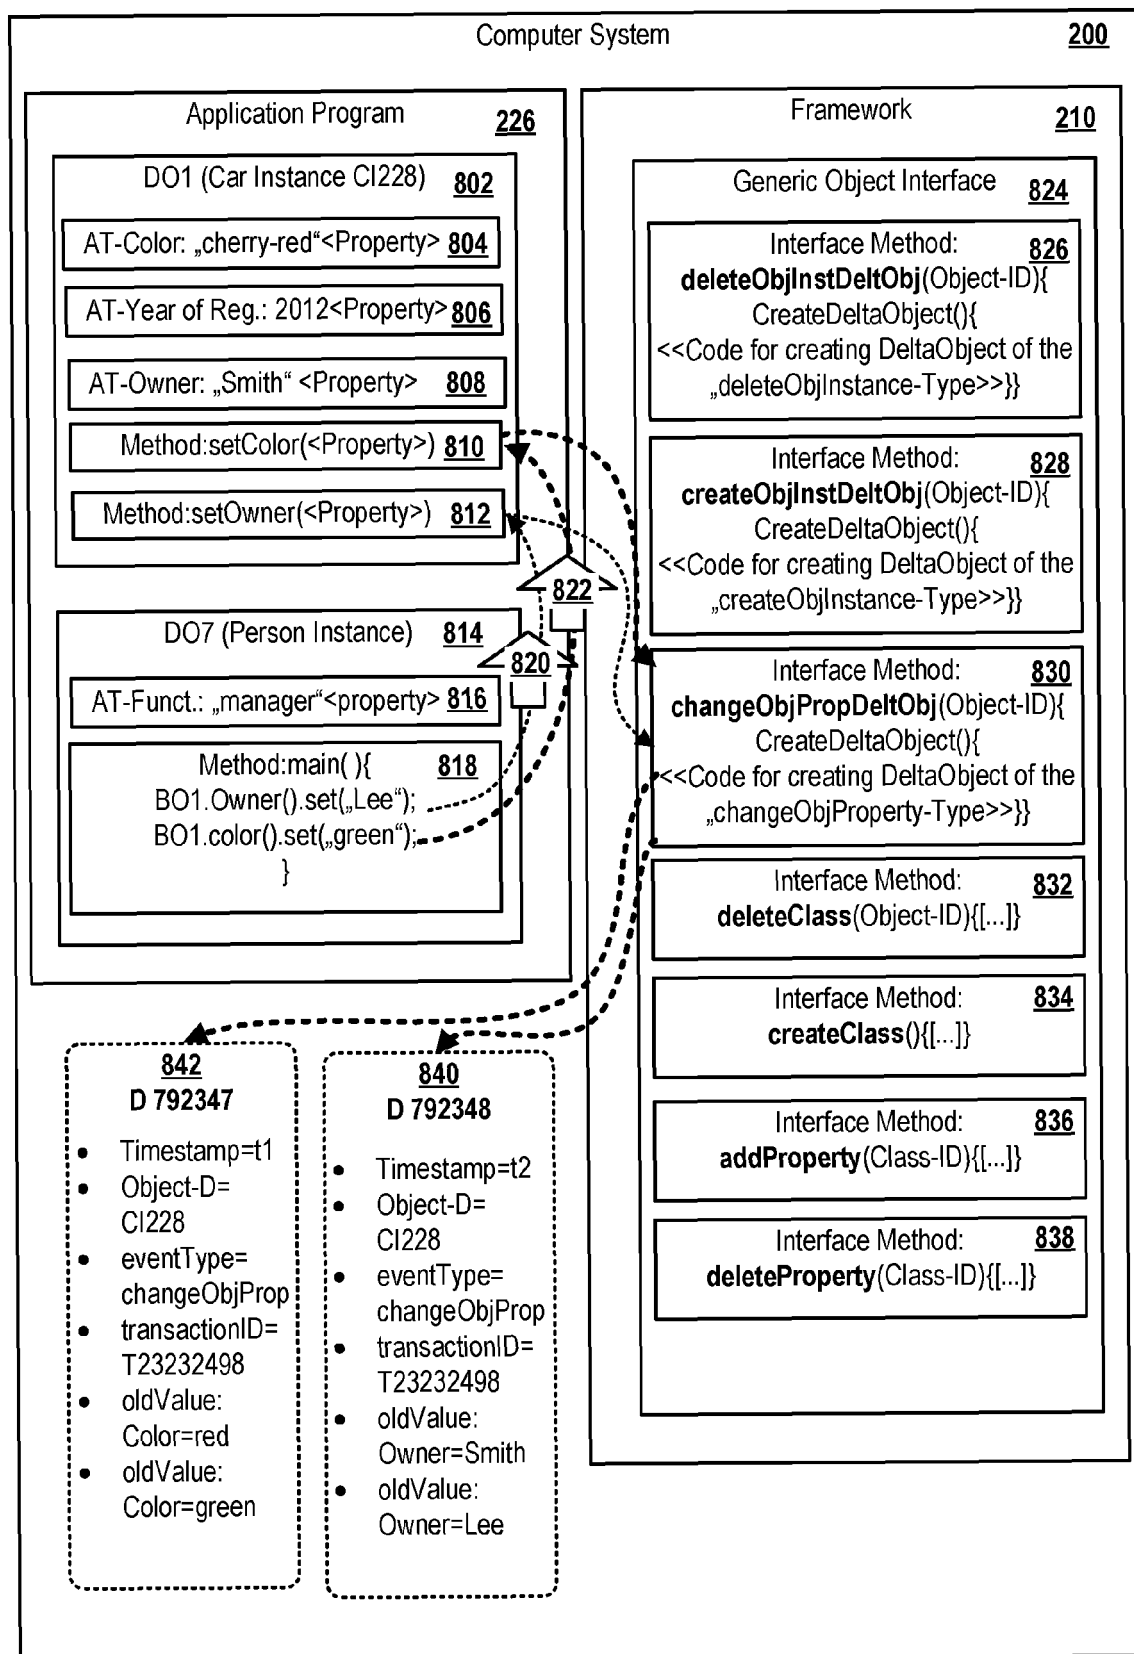 Computer System 200
Application Program 226
DO1 (Car Instance CI228) 802
AT-Color: „cherry-red“<Property> 804
AT-Year of Reg.: 2012<Property> 806
AT-Owner: „Smith“ <Property> 808
Method:setColor(<Property>) 810
Method:setOwner(<Property>) 812
822
DO7 (Person Instance) 814
820
AT-Funct.: „manager“<property> 816
Method:main( ){ 818
BO1.Owner().set(„Lee“);
BO1.color().set(„green“);
}
Framework 210
Generic Object Interface 824
Interface Method: 826
deleteObjInstDeltObj(Object-ID){
CreateDeltaObject(){
<<Code for creating DeltaObject of the
„deleteObjInstance-Type>>}}
Interface Method: 828
createObjInstDeltObj(Object-ID){
CreateDeltaObject(){
<<Code for creating DeltaObject of the
„createObjInstance-Type>>}}
Interface Method: 830
changeObjPropDeltObj(Object-ID){
CreateDeltaObject(){
<<Code for creating DeltaObject of the
„changeObjProperty-Type>>}}
Interface Method: 832
deleteClass(Object-ID){[...]}
Interface Method: 834
createClass(){[...]}
Interface Method: 836
addProperty(Class-ID){[...]}
Interface Method: 838
deleteProperty(Class-ID){[...]}
842
D 792347
• Timestamp=t1
• Object-D=
CI228
• eventType=
changeObjProp
• transactionID=
T23232498
• oldValue:
Color=red
• oldValue:
Color=green
840
D 792348
• Timestamp=t2
• Object-D=
CI228
• eventType=
changeObjProp
• transactionID=
T23232498
• oldValue:
Owner=Smith
• oldValue:
Owner=Lee